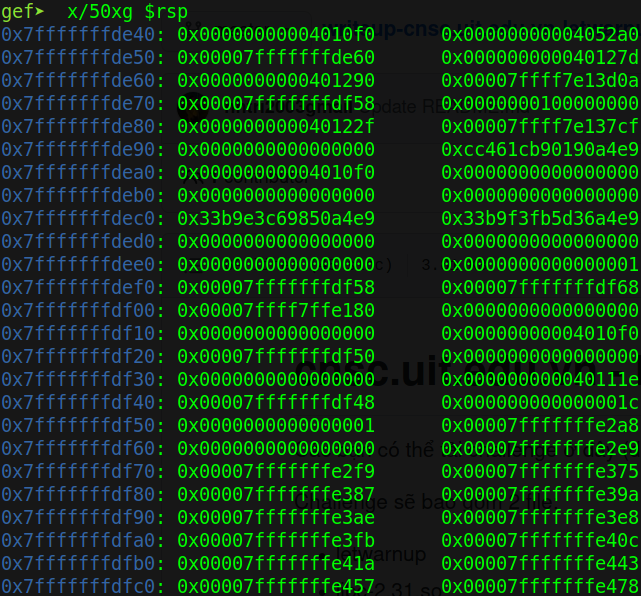 gef➤  x/50xg $rsp
0x7fffffffde40: 0x00000000004010f0 0x00000000004052a0
0x7fffffffde50: 0x00007fffffffde60 0x000000000040127d
0x7fffffffde60: 0x0000000000401290 0x00007ffff7e13d0a
0x7fffffffde70: 0x00007fffffffdf58 0x0000000100000000
0x7fffffffde80: 0x000000000040122f 0x00007ffff7e137cf
0x7fffffffde90: 0x0000000000000000 0xcc461cb90190a4e9
0x7fffffffdea0: 0x00000000004010f0 0x0000000000000000
0x7fffffffdeb0: 0x0000000000000000 0x0000000000000000
0x7fffffffdec0: 0x33b9e3c69850a4e9 0x33b9f3fb5d36a4e9
0x7fffffffded0: 0x0000000000000000 0x0000000000000000
0x7fffffffdee0: 0x0000000000000000 0x0000000000000001
0x7fffffffdef0: 0x00007fffffffdf58 0x00007fffffffdf68
0x7fffffffdf00: 0x00007ffff7ffe180 0x0000000000000000
0x7fffffffdf10: 0x0000000000000000 0x00000000004010f0
0x7fffffffdf20: 0x00007fffffffdf50 0x0000000000000000
0x7fffffffdf30: 0x0000000000000000 0x000000000040111e
0x7fffffffdf40: 0x00007fffffffdf48 0x000000000000001c
0x7fffffffdf50: 0x0000000000000001 0x00007fffffffe2a8
0x7fffffffdf60: 0x0000000000000000 0x00007fffffffe2e9
0x7fffffffdf70: 0x00007fffffffe2f9 0x00007fffffffe375
0x7fffffffdf80: 0x00007fffffffe387 0x00007fffffffe39a
0x7fffffffdf90: 0x00007fffffffe3ae 0x00007fffffffe3e8
0x7fffffffdfa0: 0x00007fffffffe3fb 0x00007fffffffe40c
0x7fffffffdfb0: 0x00007fffffffe41a 0x00007fffffffe443
0x7fffffffdfc0: 0x00007fffffffe457 0x00007fffffffe478